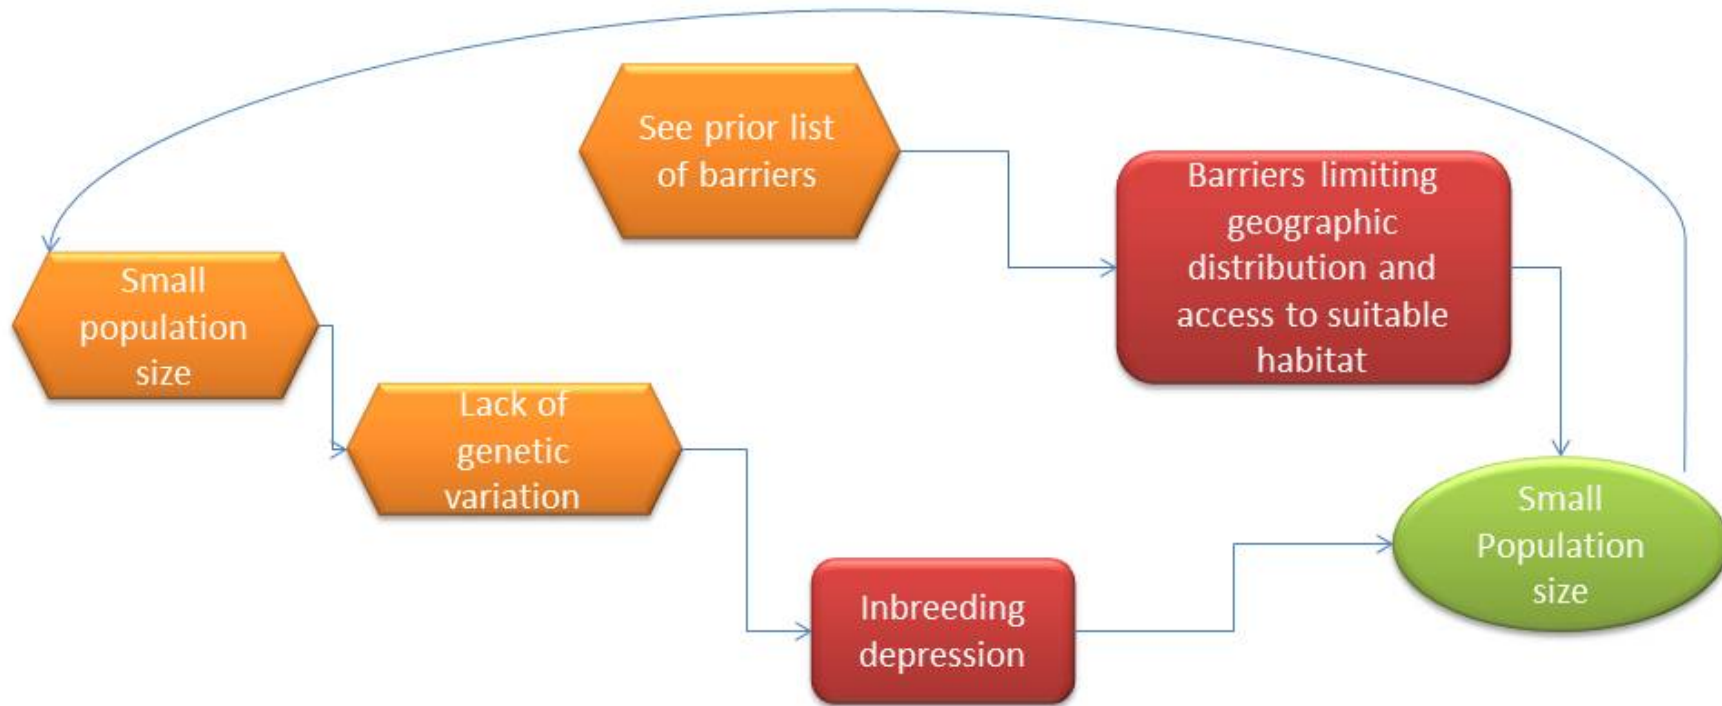 See prior list
of barriers
Barriers limiting
geographic
distribution and
access to suitable
habitat
Small
population
size
Lack of
genetic
variation
Small
Population
size
Inbreeding
depression